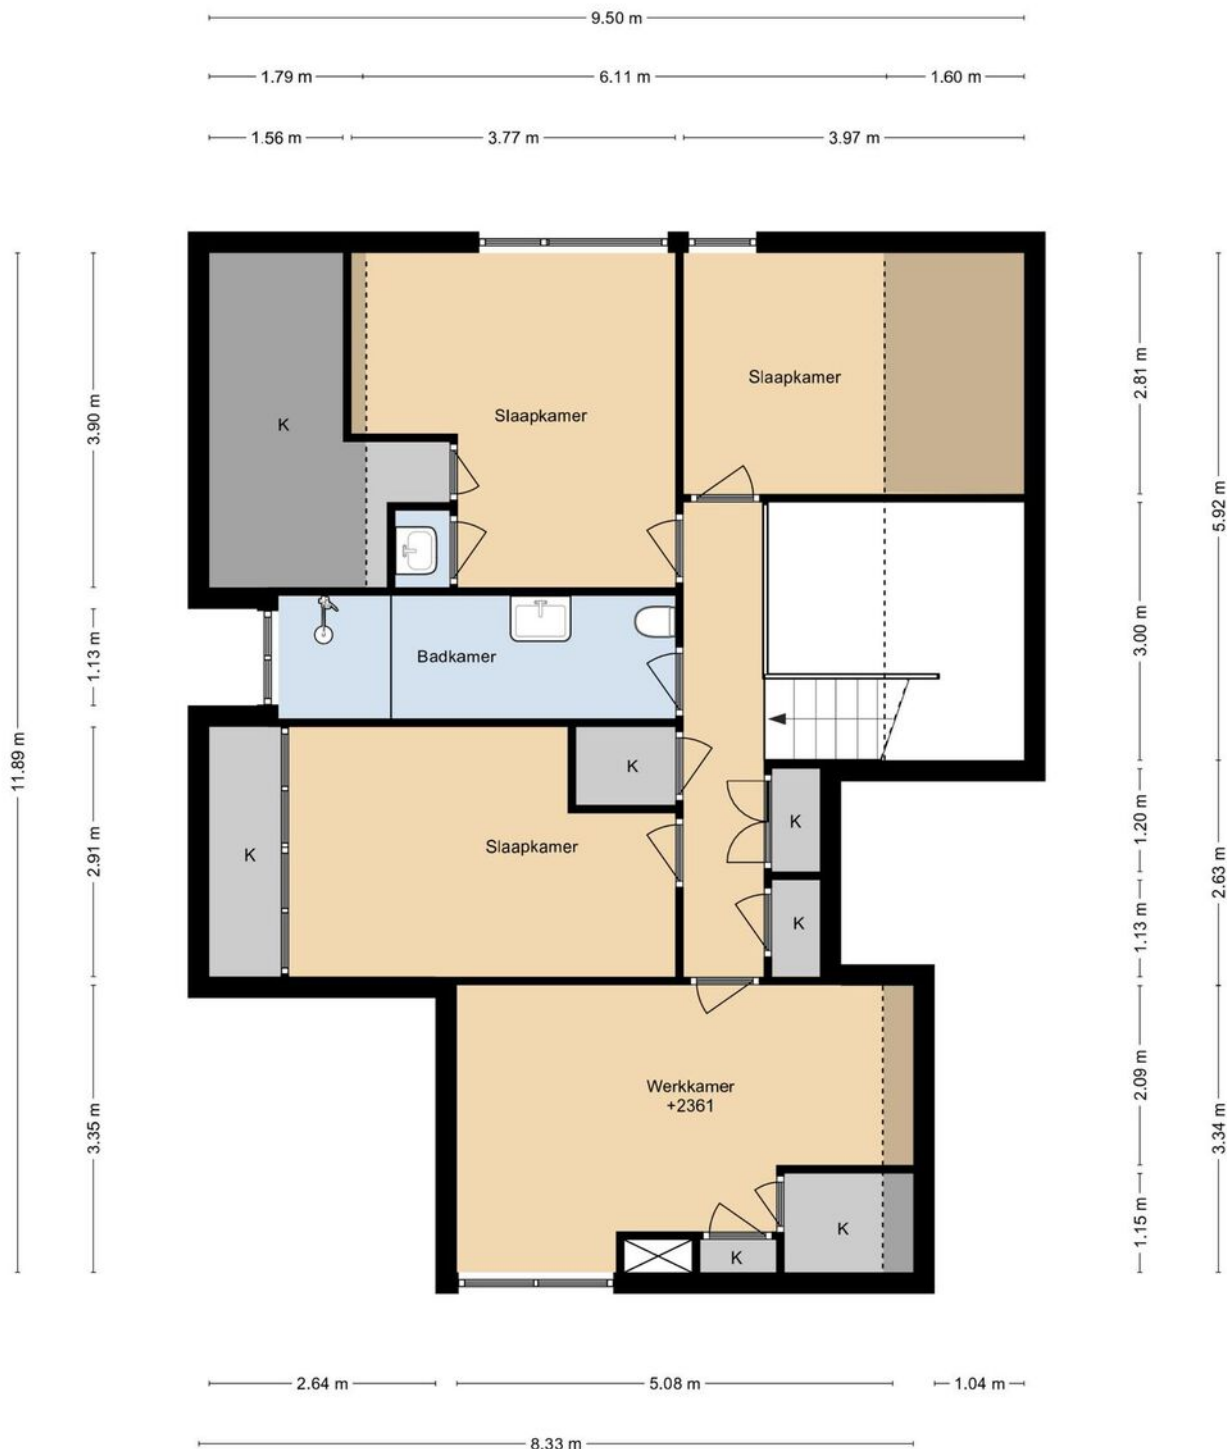 9.50 m
1.79 m
6.11 m
1.60 m
1.56 m
3.77 m
3.97 m
11.89 m
3.90 m
1.13 m
2.91 m
3.35 m
K
Slaapkamer
Slaapkamer
Badkamer
K
K
Slaapkamer
K
K
Werkkamer
+2361
K
K
2.81 m
3.00 m
1.20 m
1.13 m
2.09 m
1.15 m
5.92 m
2.63 m
3.34 m
2.64 m
5.08 m
1.04 m
8.33 m